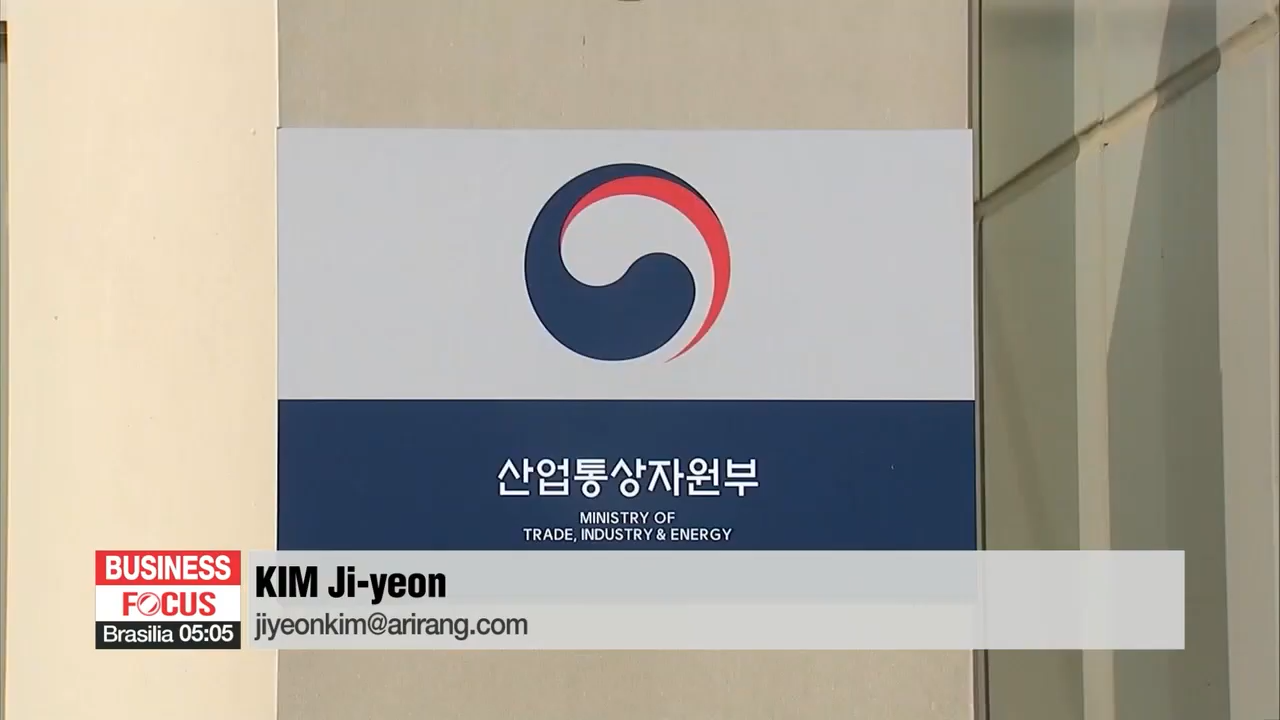 산업통상자원부
MINISTRY OF
TRADE, INDUSTRY & ENERGY
BUSINESS
FOCUS
Brasilia 05:05
KIM Ji-yeon
jiyeonkim@arirang.com